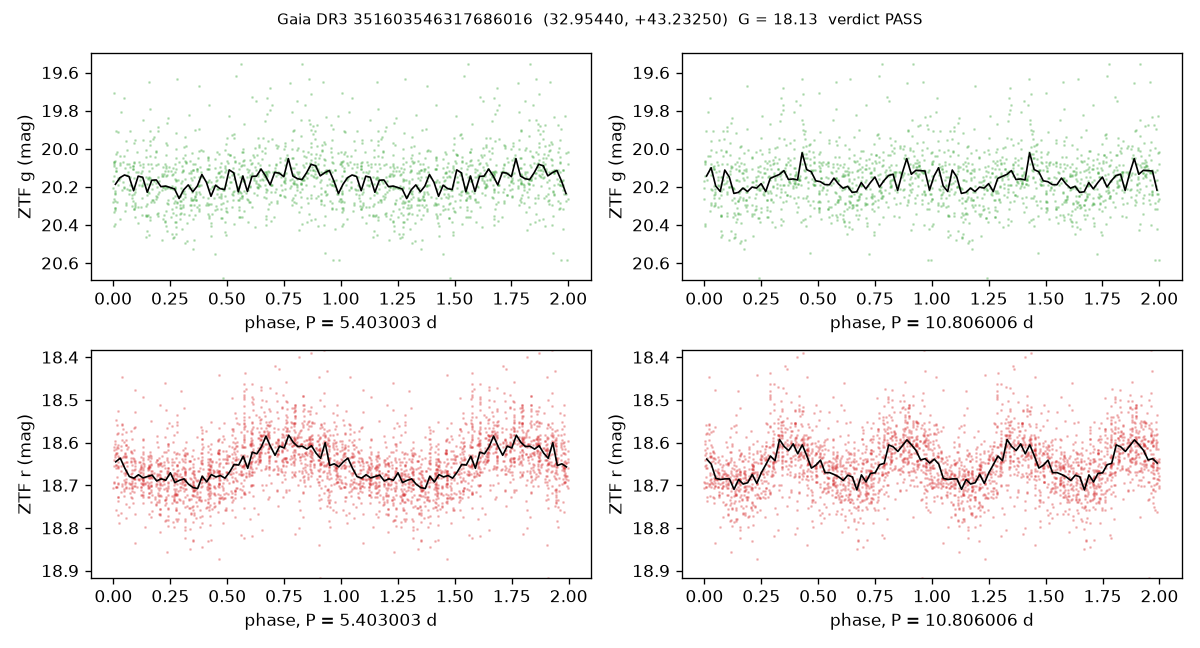 Gaia DR3 351603546317686016  (32.95440, +43.23250)  G = 18.13  verdict PASS
ZTF g (mag)
19.6
19.8
20.0
20.2
20.4
20.6
0.00 0.25 0.50 0.75 1.00 1.25 1.50 1.75 2.00
phase, P = 5.403003 d
ZTF g (mag)
19.6
19.8
20.0
20.2
20.4
20.6
0.00 0.25 0.50 0.75 1.00 1.25 1.50 1.75 2.00
phase, P = 10.806006 d
ZTF r (mag)
18.4
18.5
18.6
18.7
18.8
18.9
0.00 0.25 0.50 0.75 1.00 1.25 1.50 1.75 2.00
phase, P = 5.403003 d
ZTF r (mag)
18.4
18.5
18.6
18.7
18.8
18.9
0.00 0.25 0.50 0.75 1.00 1.25 1.50 1.75 2.00
phase, P = 10.806006 d